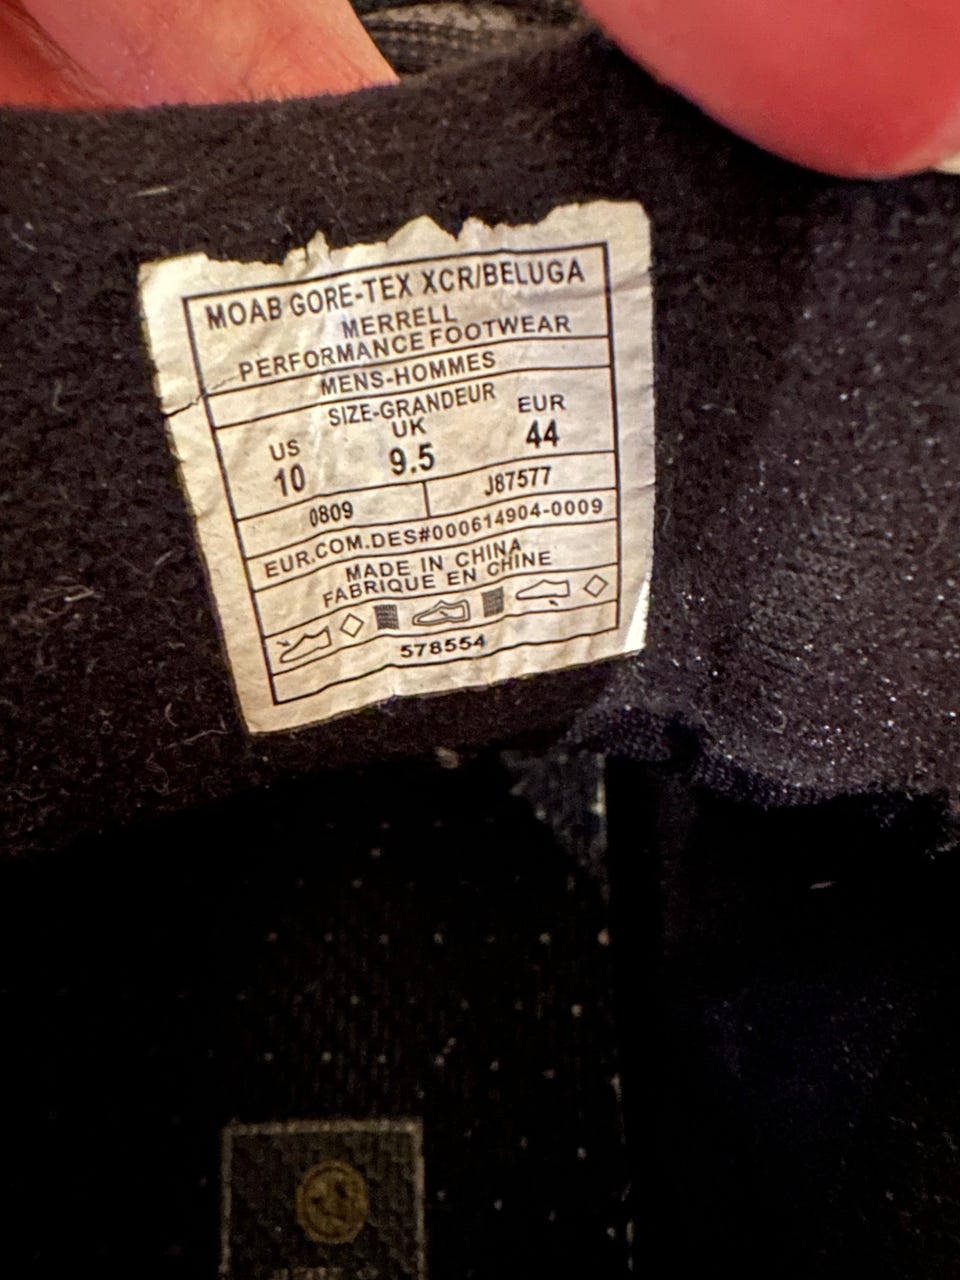 MOAB GORE-TEX XCR/BELUGA
MERRELL
PERFORMANCE FOOTWEAR
MENS-HOMMES
SIZE-GRANDEUR
US UK EUR
10 9.5 44
0809 J87577
EUR.COM.DES#000614904-0009
MADE IN CHINA
FABRIQUE EN CHINE
578554